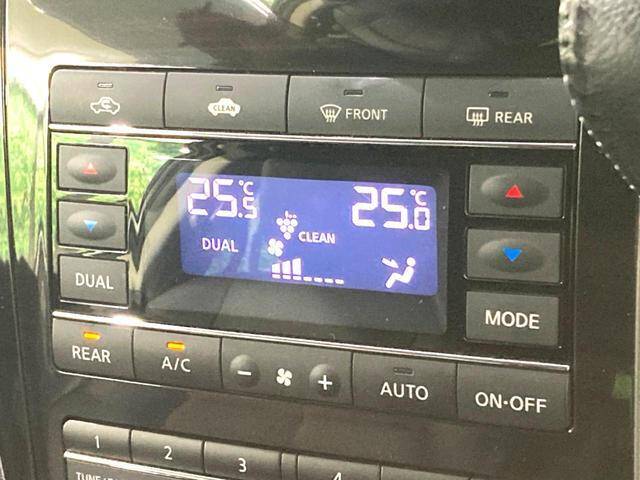 CLEAN
FRONT
REAR
25.5°C
25.0°C
DUAL
CLEAN
DUAL
MODE
REAR
A/C
− +
AUTO
ON·OFF
1 2 3 4